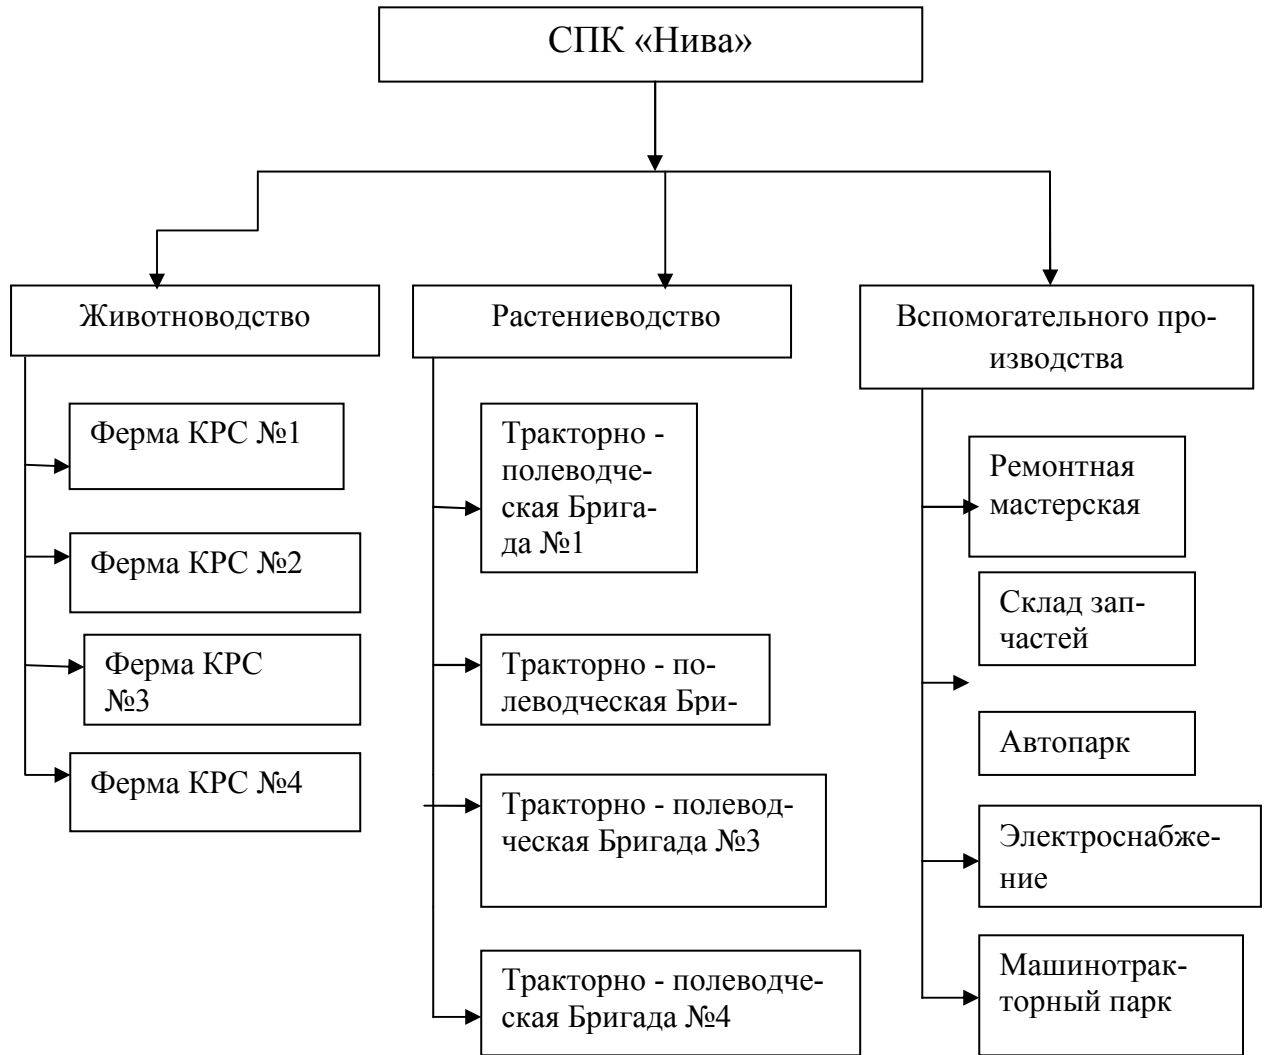 СПК «Нива»
Животноводство
Ферма КРС №1
Ферма КРС №2
Ферма КРС
№3
Ферма КРС №4
Растениеводство
Тракторно -
полеводче-
ская Брига-
да №1
Тракторно - по-
леводческая Бри-
Тракторно - полевод-
ческая Бригада №3
Тракторно - полеводче-
ская Бригада №4
Вспомогательного про-
изводства
Ремонтная
мастерская
Склад зап-
частей
Автопарк
Электроснабже-
ние
Машинотрак-
торный парк